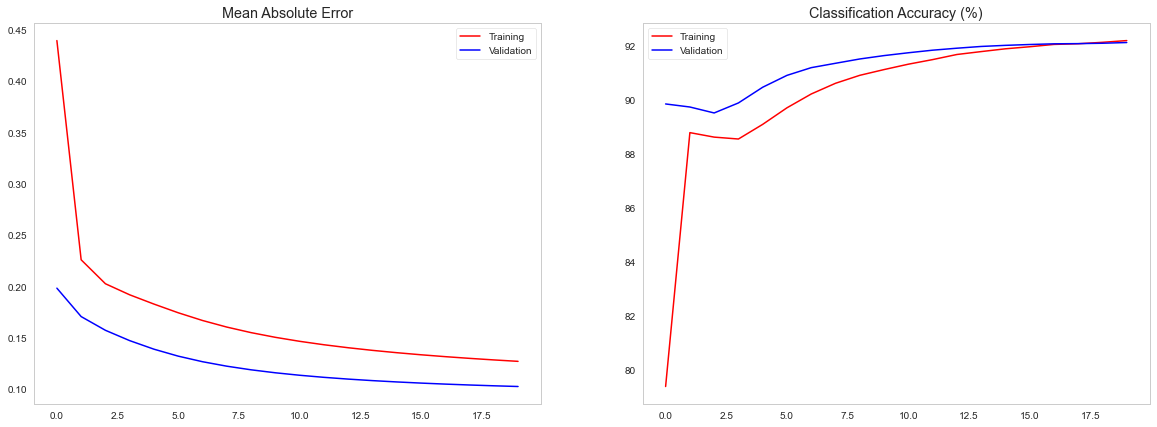 Mean Absolute Error
0.45
0.40
0.35
0.30
0.25
0.20
0.15
0.10
0.0 2.5 5.0 7.5 10.0 12.5 15.0 17.5
Training
Validation
Classification Accuracy (%)
92
90
88
86
84
82
80
0.0 2.5 5.0 7.5 10.0 12.5 15.0 17.5
Training
Validation